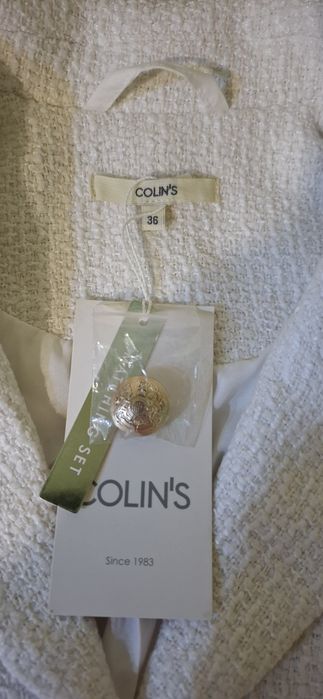 COLIN'S
36
MATCHING SET
COLIN'S
Since 1983